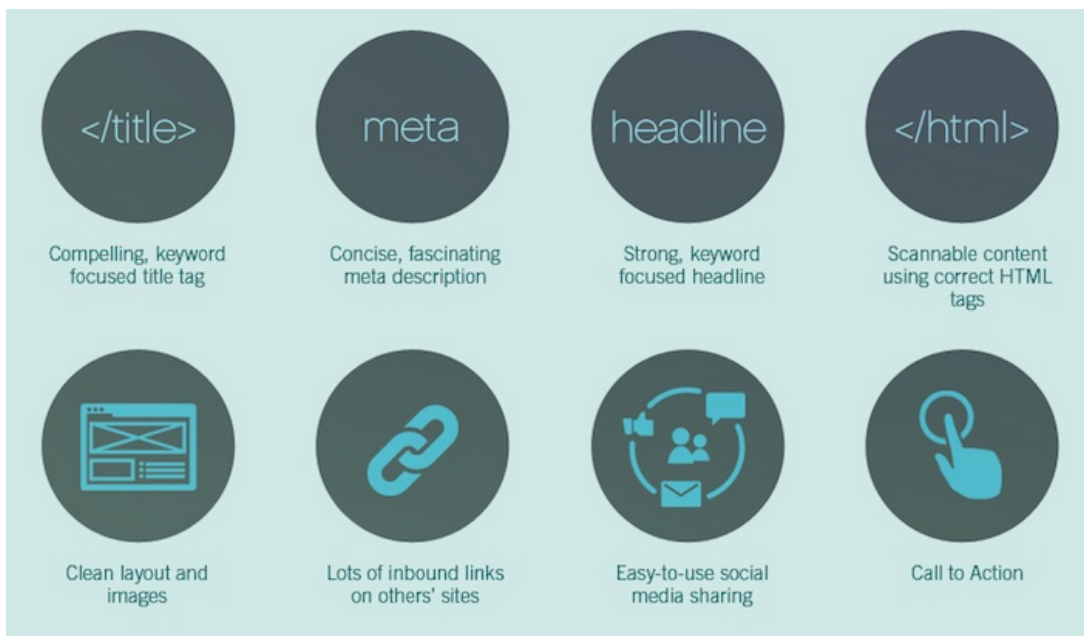 </title>
meta
headline
</html>
Compelling, keyword
focused title tag
Concise, fascinating
meta description
Strong, keyword
focused headline
Scannable content
using correct HTML
tags
Clean layout and
images
Lots of inbound links
on others' sites
Easy-to-use social
media sharing
Call to Action